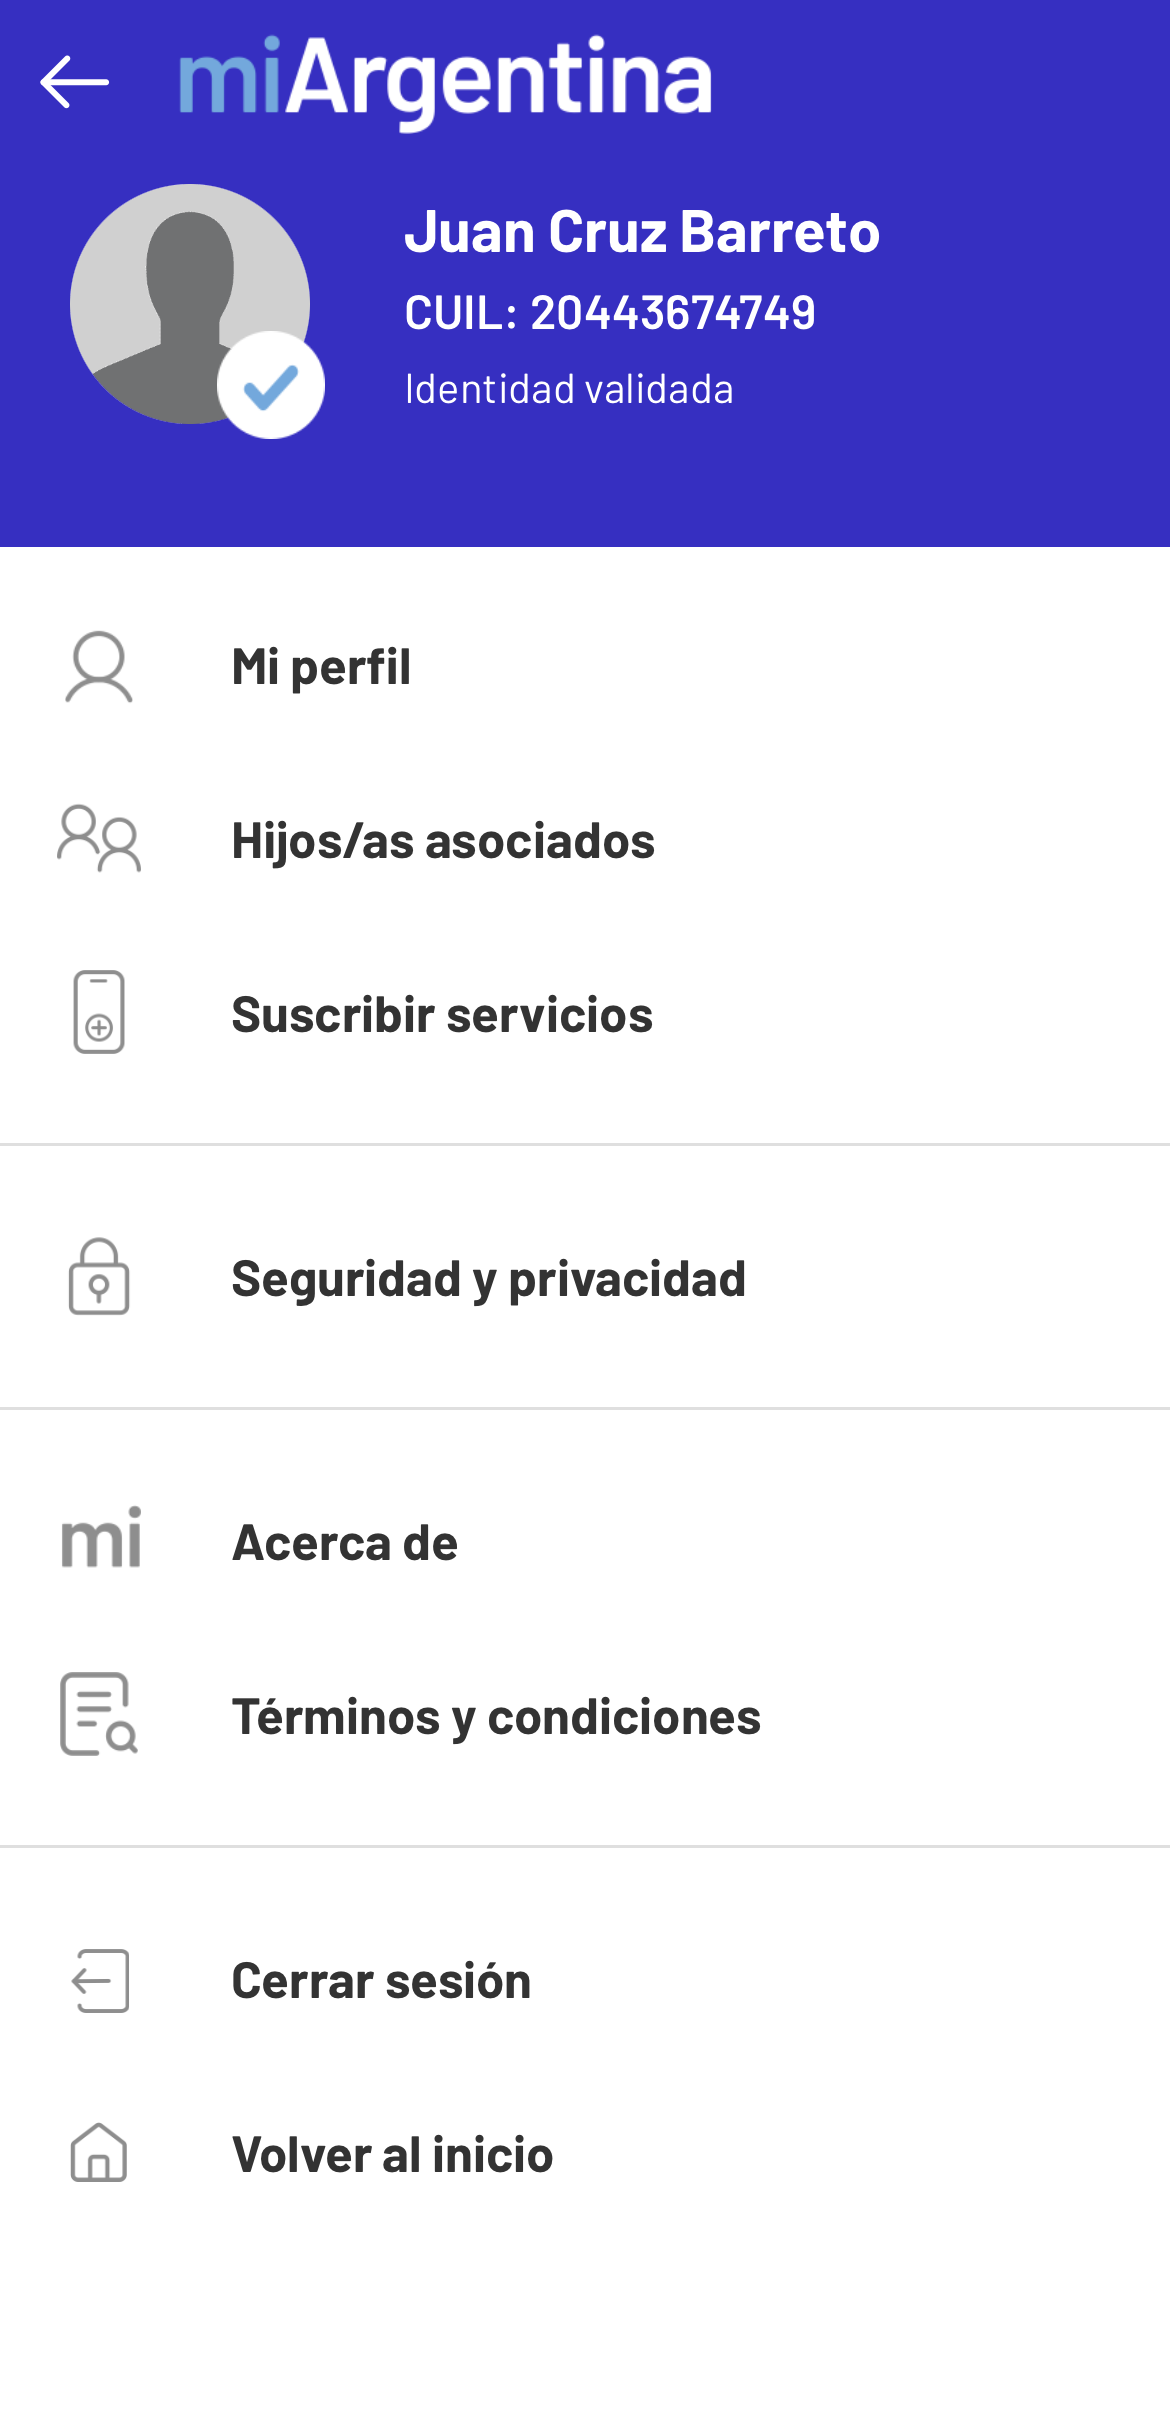 miArgentina
Juan Cruz Barreto
CUIL: 20443674749
Identidad validada
Mi perfil
Hijos/as asociados
Suscribir servicios
Seguridad y privacidad
mi Acerca de
Términos y condiciones
Cerrar sesión
Volver al inicio